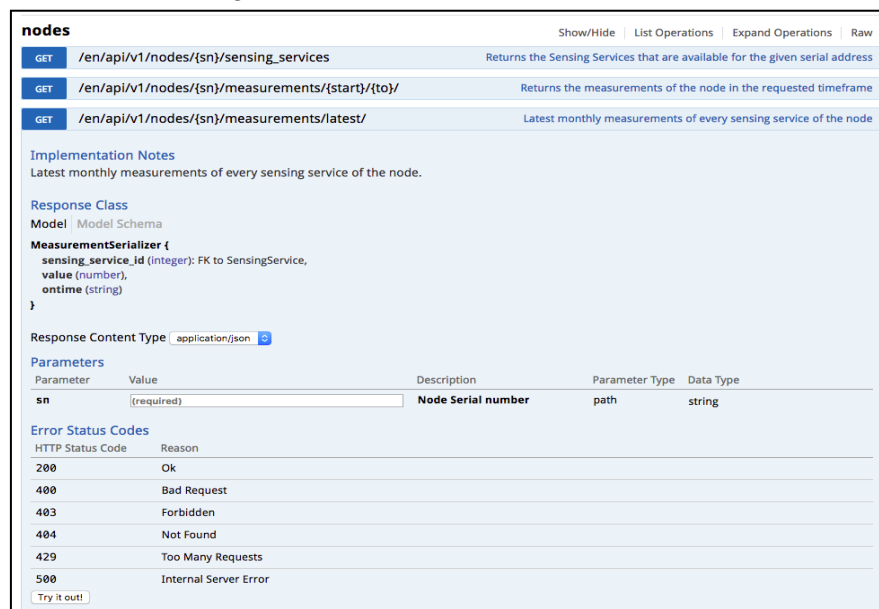 nodes Show/Hide List Operations Expand Operations Raw
GET /en/api/v1/nodes/{sn}/sensing_services Returns the Sensing Services that are available for the given serial address
GET /en/api/v1/nodes/{sn}/measurements/{start}/{to}/ Returns the measurements of the node in the requested timeframe
GET /en/api/v1/nodes/{sn}/measurements/latest/ Latest monthly measurements of every sensing service of the node
Implementation Notes
Latest monthly measurements of every sensing service of the node.
Response Class
Model Model Schema
MeasurementSerializer {
sensing_service_id (integer): FK to SensingService,
value (number),
ontime (string)
}
Response Content Type application/json
Parameters
Parameter Value Description Parameter Type Data Type
sn (required) Node Serial number path string
Error Status Codes
HTTP Status Code Reason
200 Ok
400 Bad Request
403 Forbidden
404 Not Found
429 Too Many Requests
500 Internal Server Error
Try it out!